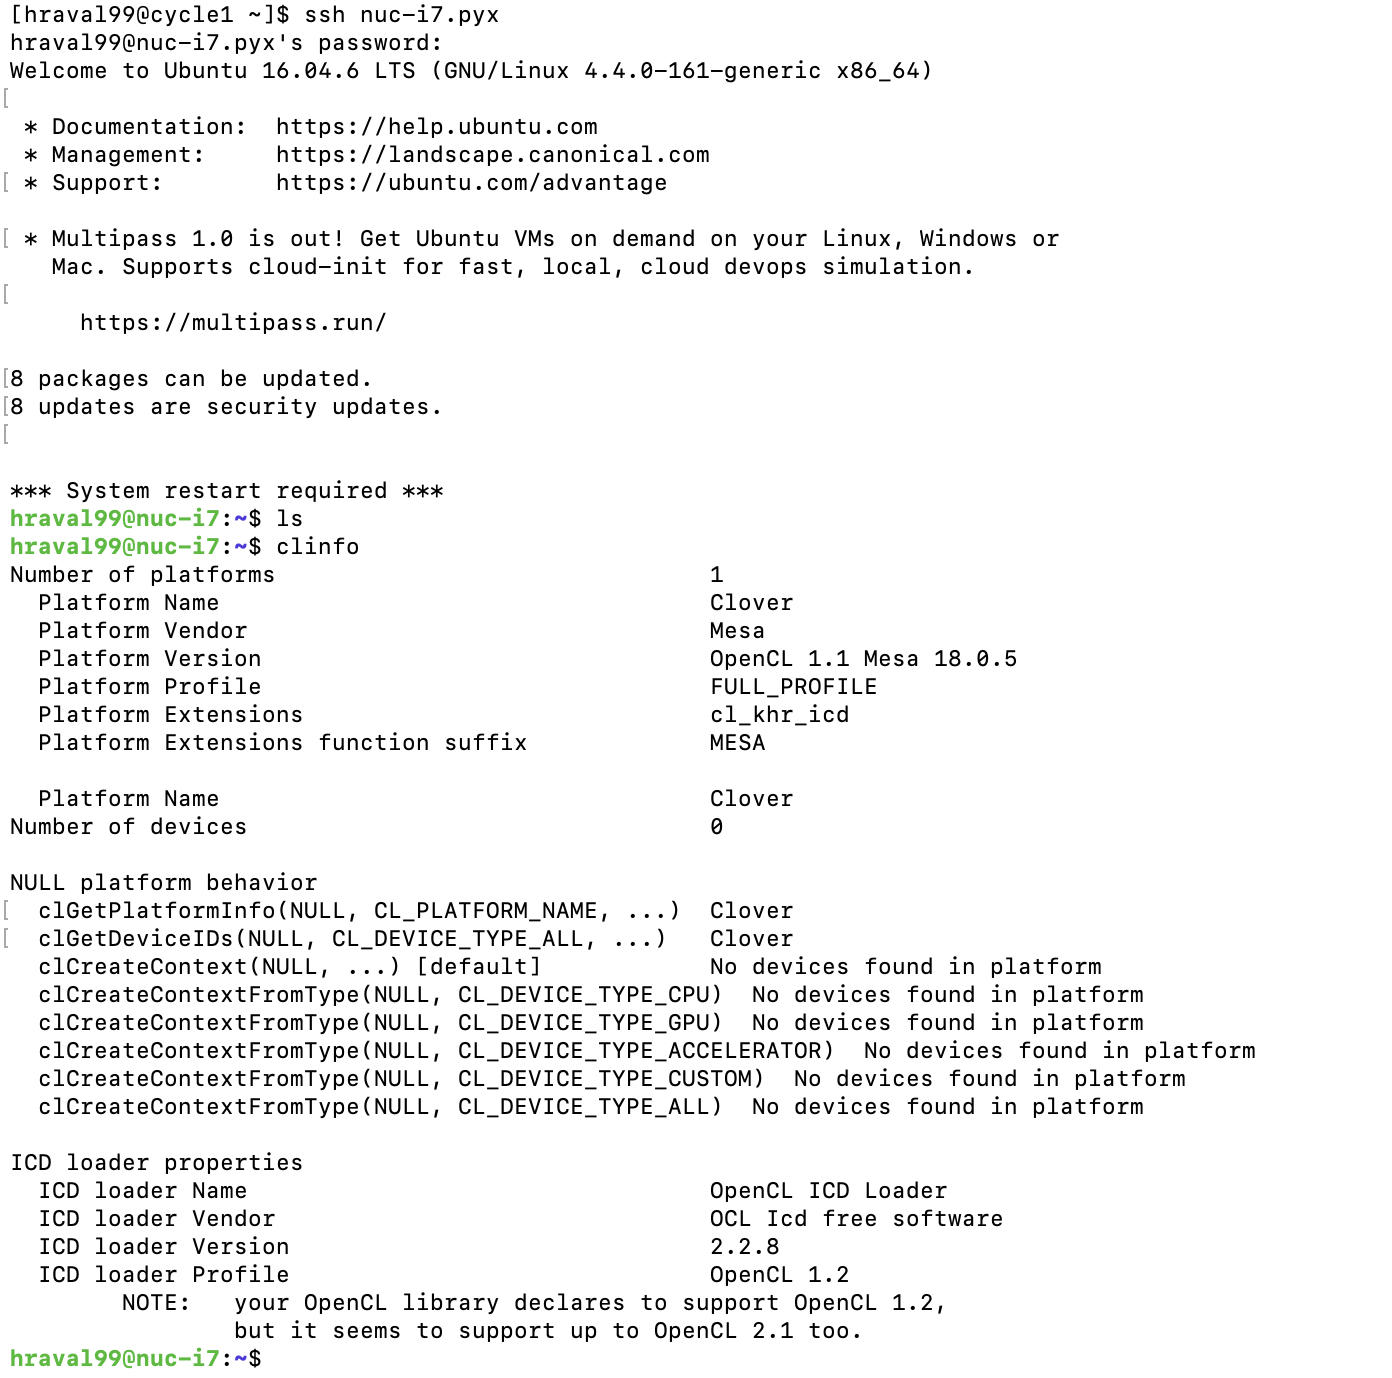 [hraval99@cycle1 ~]$ ssh nuc-i7.pyx
hraval99@nuc-i7.pyx's password:
Welcome to Ubuntu 16.04.6 LTS (GNU/Linux 4.4.0-161-generic x86_64)
[
 * Documentation:  https://help.ubuntu.com
 * Management:     https://landscape.canonical.com
[ * Support:        https://ubuntu.com/advantage
[ * Multipass 1.0 is out! Get Ubuntu VMs on demand on your Linux, Windows or
   Mac. Supports cloud-init for fast, local, cloud devops simulation.
[
     https://multipass.run/
[8 packages can be updated.
[8 updates are security updates.
[
*** System restart required ***
hraval99@nuc-i7:~$ ls
hraval99@nuc-i7:~$ clinfo
Number of platforms                               1
  Platform Name                                   Clover
  Platform Vendor                                 Mesa
  Platform Version                                OpenCL 1.1 Mesa 18.0.5
  Platform Profile                                FULL_PROFILE
  Platform Extensions                             cl_khr_icd
  Platform Extensions function suffix             MESA
  Platform Name                                   Clover
Number of devices                                 0
NULL platform behavior
[  clGetPlatformInfo(NULL, CL_PLATFORM_NAME, ...)  Clover
[  clGetDeviceIDs(NULL, CL_DEVICE_TYPE_ALL, ...)   Clover
  clCreateContext(NULL, ...) [default]            No devices found in platform
  clCreateContextFromType(NULL, CL_DEVICE_TYPE_CPU)  No devices found in platform
  clCreateContextFromType(NULL, CL_DEVICE_TYPE_GPU)  No devices found in platform
  clCreateContextFromType(NULL, CL_DEVICE_TYPE_ACCELERATOR)  No devices found in platform
  clCreateContextFromType(NULL, CL_DEVICE_TYPE_CUSTOM)  No devices found in platform
  clCreateContextFromType(NULL, CL_DEVICE_TYPE_ALL)  No devices found in platform
ICD loader properties
  ICD loader Name                                 OpenCL ICD Loader
  ICD loader Vendor                               OCL Icd free software
  ICD loader Version                              2.2.8
  ICD loader Profile                              OpenCL 1.2
        NOTE:   your OpenCL library declares to support OpenCL 1.2,
                but it seems to support up to OpenCL 2.1 too.
hraval99@nuc-i7:~$